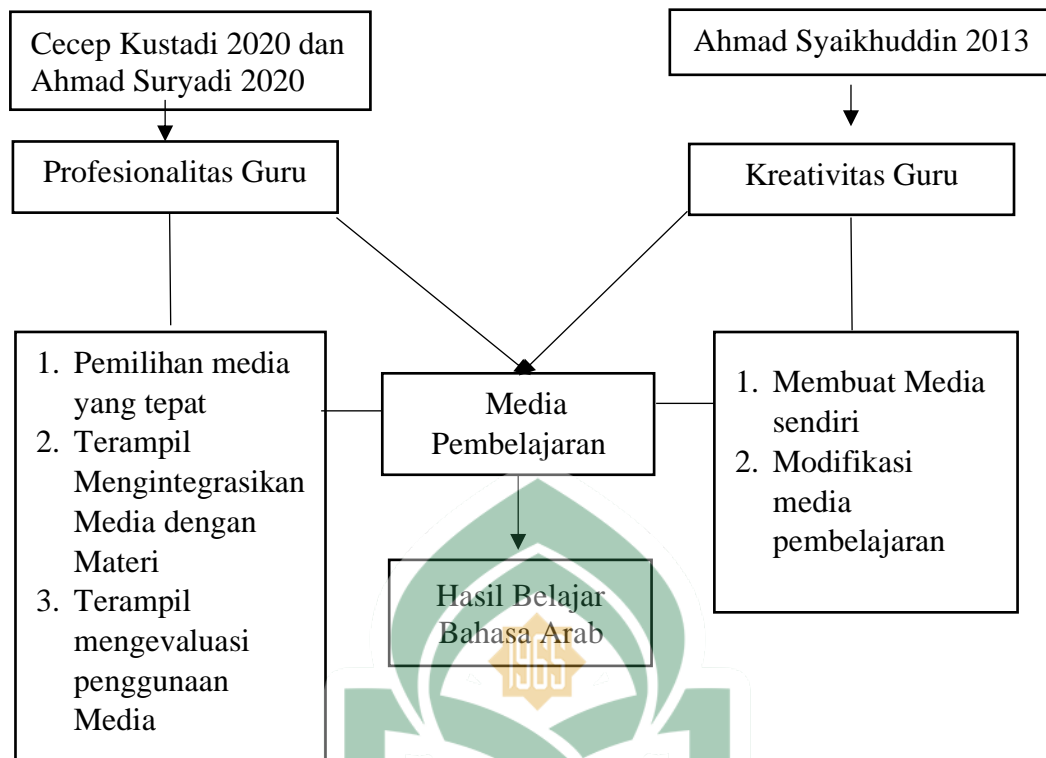 Cecep Kustadi 2020 dan
Ahmad Suryadi 2020
Ahmad Syaikhuddin 2013
Profesionalitas Guru
Kreativitas Guru
1. Pemilihan media
yang tepat
2. Terampil
Mengintegrasikan
Media dengan
Materi
3. Terampil
mengevaluasi
penggunaan
Media
Media
Pembelajaran
1. Membuat Media
sendiri
2. Modifikasi
media
pembelajaran
Hasil Belajar
Bahasa Arab
1965